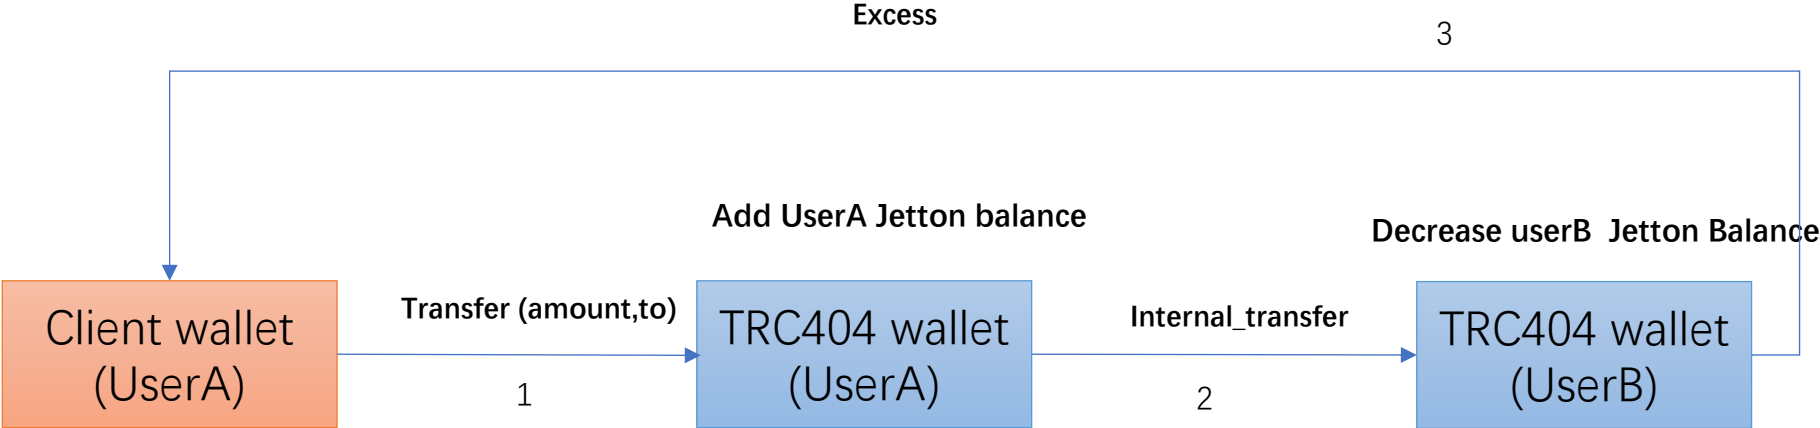 Excess
3
Add UserA Jetton balance
Decrease userB  Jetton Balance
Client wallet
(UserA)
Transfer (amount,to)
1
TRC404 wallet
(UserA)
Internal_transfer
2
TRC404 wallet
(UserB)